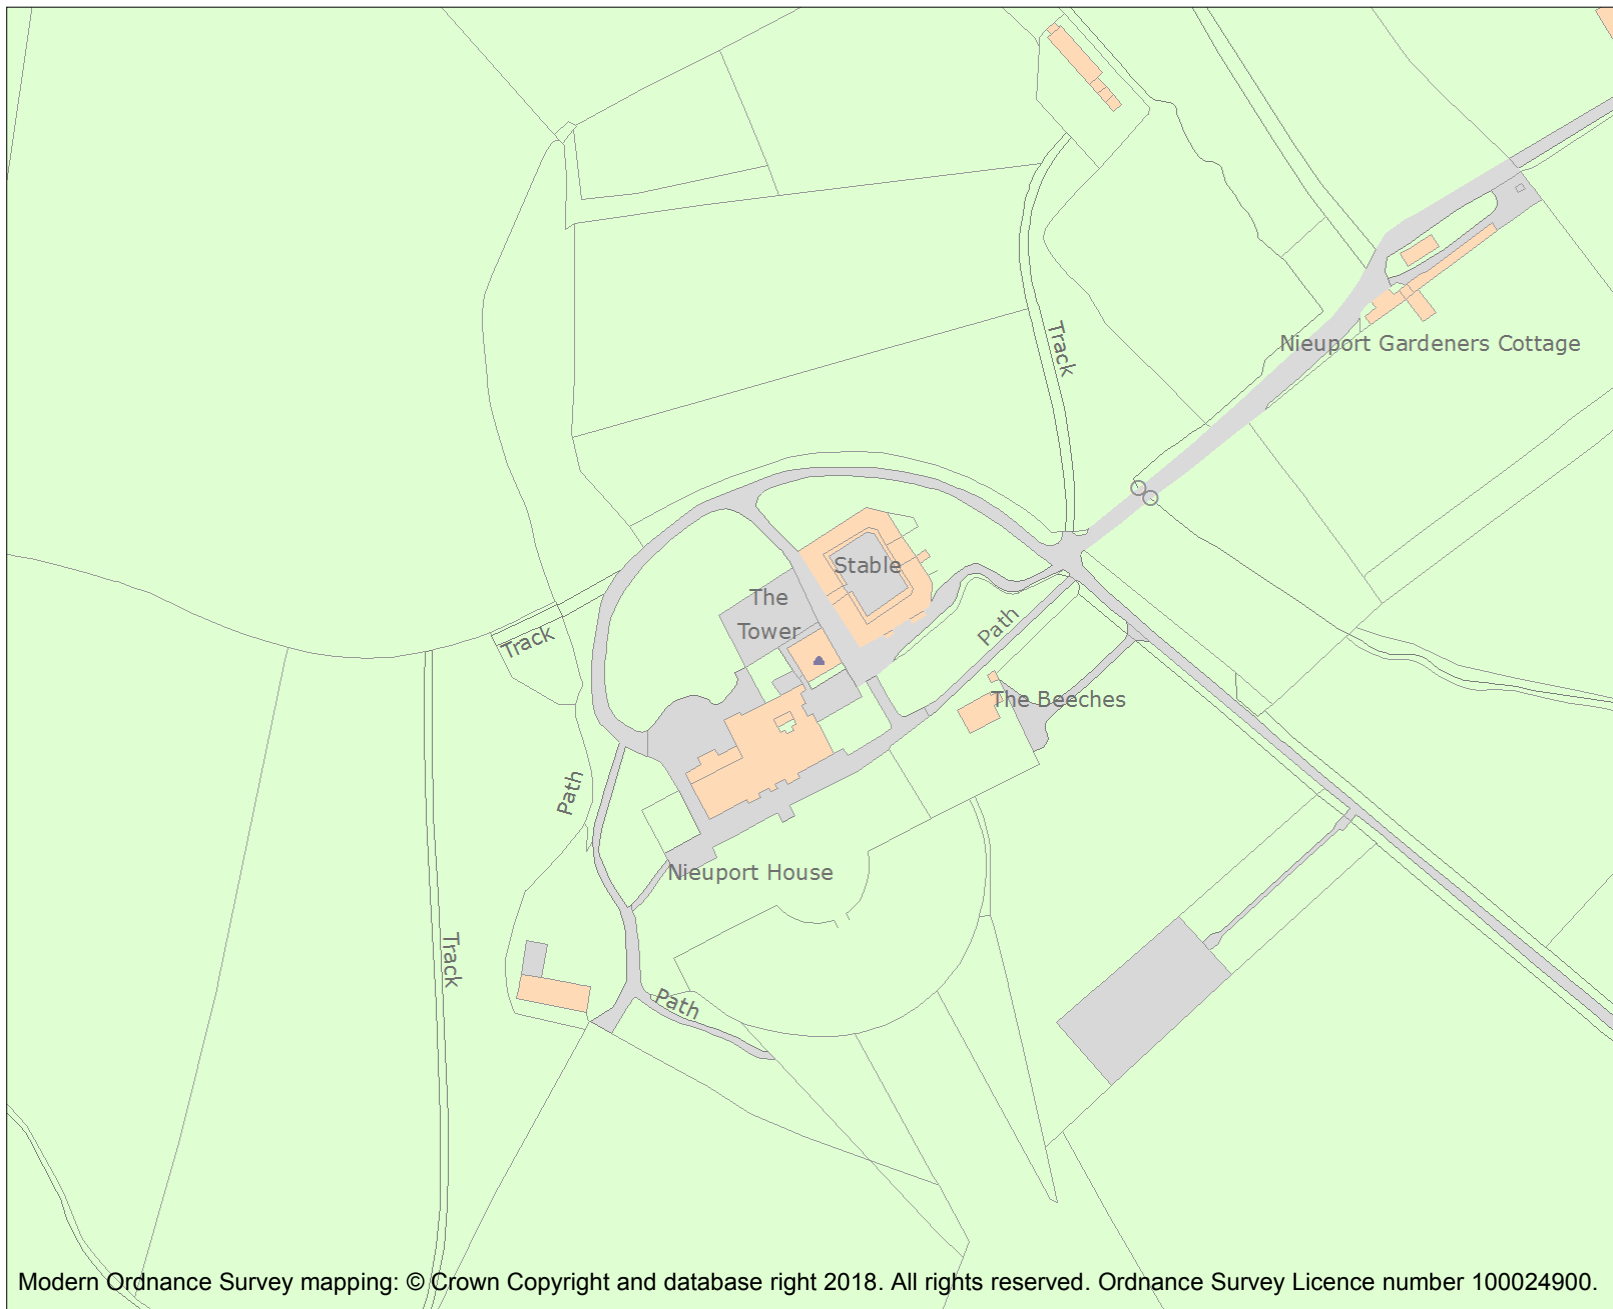 Track
Nieuport Gardeners Cottage
Stable
The
Tower
Track
Path
The Beeches
Path
Nieuport House
Track
Path
Modern Ordnance Survey mapping: © Crown Copyright and database right 2018. All rights reserved. Ordnance Survey Licence number 100024900.